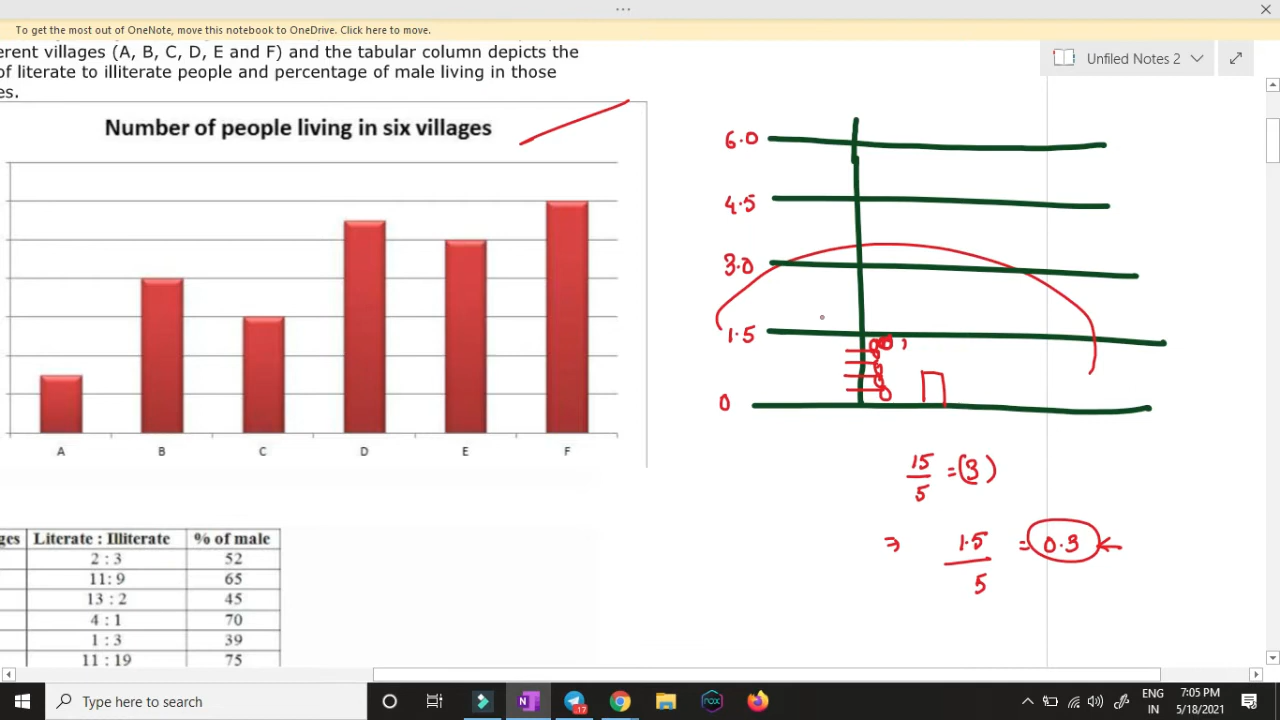 To get the most out of OneNote, move this notebook to OneDrive. Click here to move.
erent villages (A, B, C, D, E and F) and the tabular column depicts the
of literate to illiterate people and percentage of male living in those
es.
Unfiled Notes 2
Number of people living in six villages
A B C D E F
ges Literate : Illiterate % of male
2 : 3 52
11: 9 65
13 : 2 45
4 : 1 70
1 : 3 39
11 : 19 75
6.0
4.5
3.0
1.5
0
15/5 = (3)
⇒ 1.5/5 = 0.3 ←
Type here to search
17
nox
ENG
IN
7:05 PM
5/18/2021